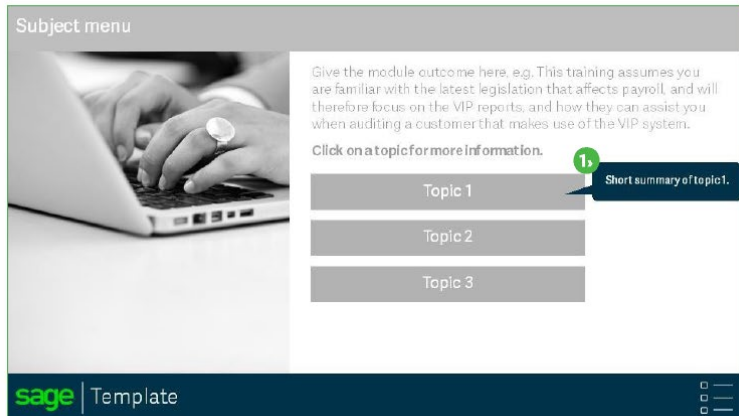 Subject menu
Give the module outcome here, e.g. This training assumes you
are familiar with the latest legislation that affects payroll, and will
therefore focus on the VIP reports, and how they can assist you
when auditing a customer that makes use of the VIP system.
Click on a topic for more information.
1
Short summary of topic 1.
Topic 1
Topic 2
Topic 3
sage | Template